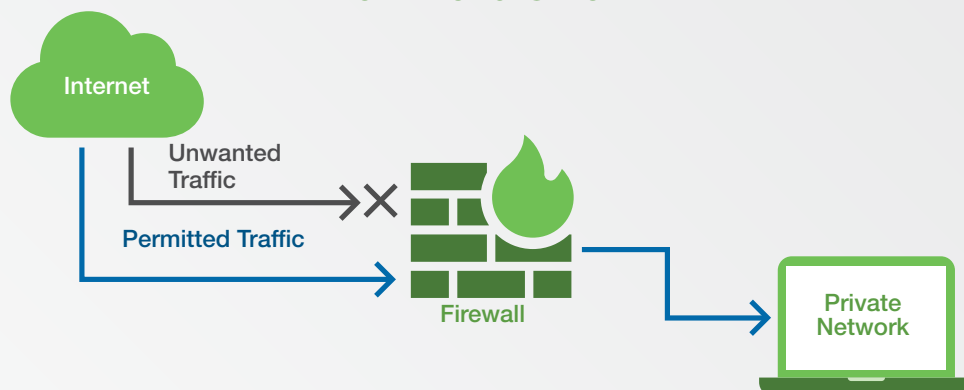 Internet
Unwanted
Traffic
Permitted Traffic
Firewall
Private
Network